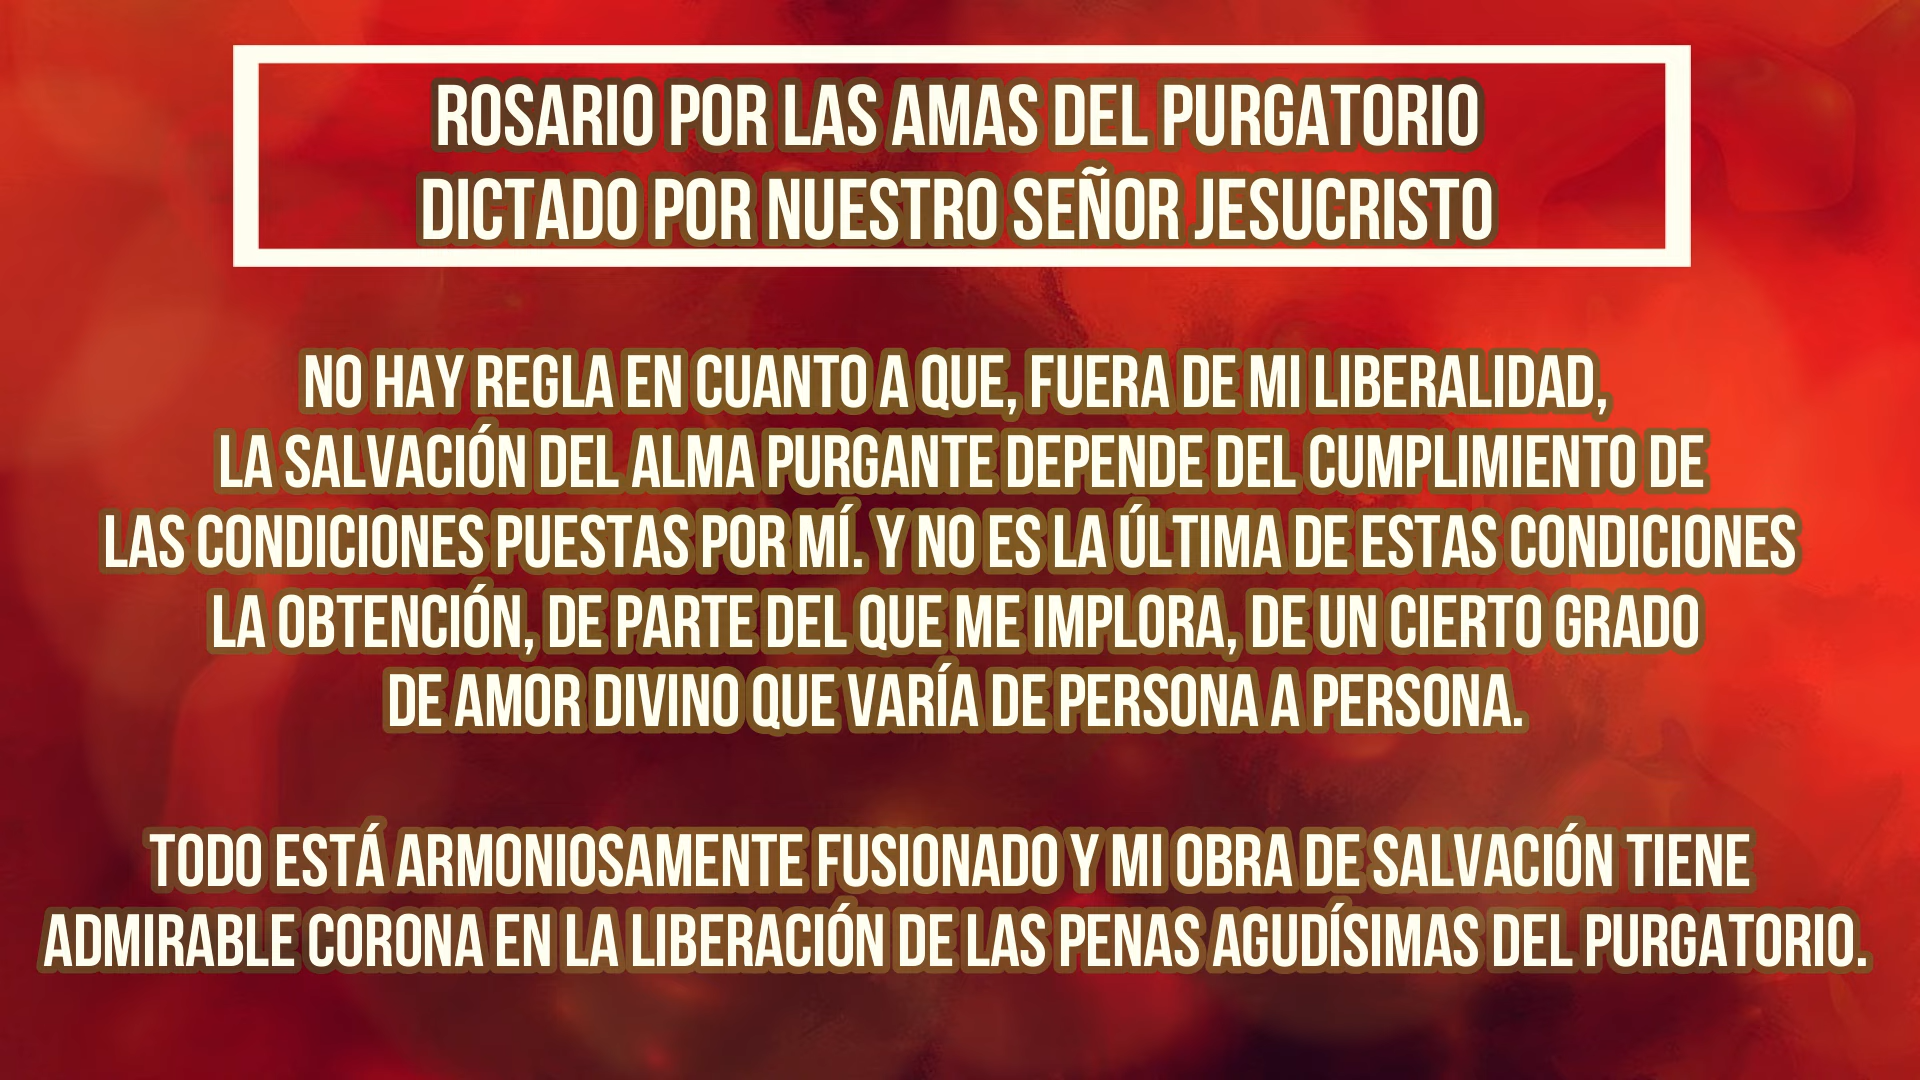 ROSARIO POR LAS AMAS DEL PURGATORIO
DICTADO POR NUESTRO SEÑOR JESUCRISTO
NO HAY REGLA EN CUANTO A QUE, FUERA DE MI LIBERALIDAD,
LA SALVACIÓN DEL ALMA PURGANTE DEPENDE DEL CUMPLIMIENTO DE
LAS CONDICIONES PUESTAS POR MÍ. Y NO ES LA ÚLTIMA DE ESTAS CONDICIONES
LA OBTENCIÓN, DE PARTE DEL QUE ME IMPLORA, DE UN CIERTO GRADO
DE AMOR DIVINO QUE VARÍA DE PERSONA A PERSONA.
TODO ESTÁ ARMONIOSAMENTE FUSIONADO Y MI OBRA DE SALVACIÓN TIENE
ADMIRABLE CORONA EN LA LIBERACIÓN DE LAS PENAS AGUDÍSIMAS DEL PURGATORIO.